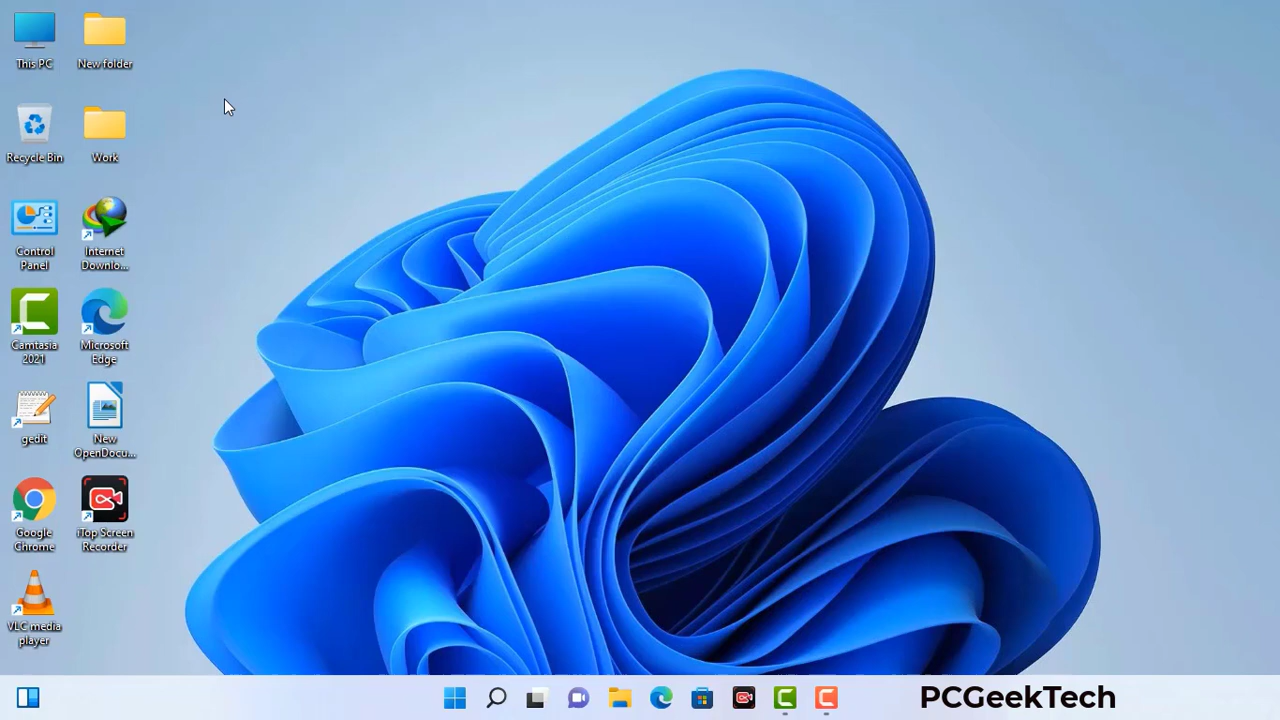 This PC
New folder
Recycle Bin
Work
Control
Panel
Internet
Downlo...
Camtasia
2021
Microsoft
Edge
gedit
New
OpenDocu...
Google
Chrome
iTop Screen
Recorder
VLC media
player
PCGeekTech